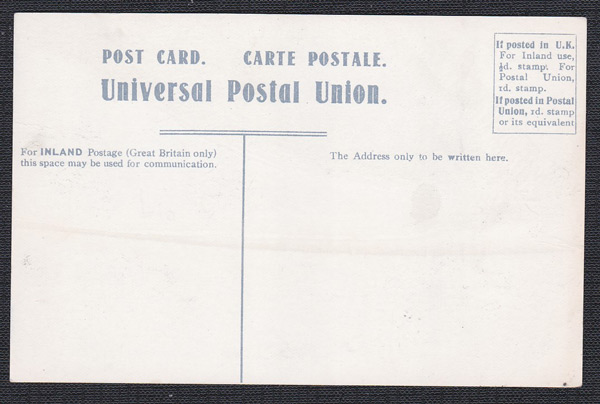 POST CARD. CARTE POSTALE.
Universal Postal Union.
If posted in U.K.
For Inland use,
½d. stamp. For
Postal Union,
1d. stamp.
If posted in Postal
Union, 1d. stamp
or its equivalent
For INLAND Postage (Great Britain only)
this space may be used for communication.
The Address only to be written here.